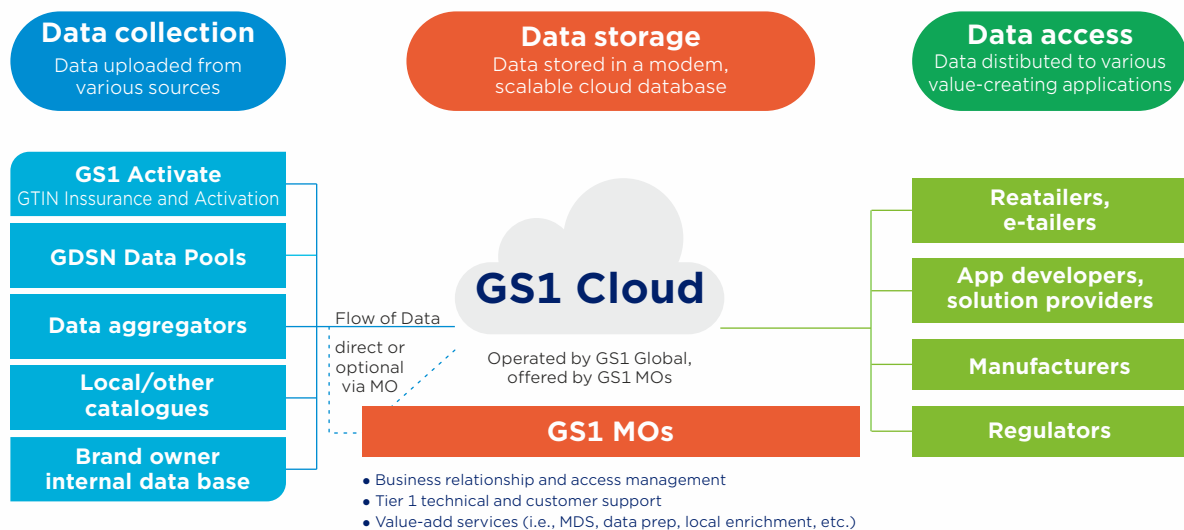 Data collection
Data uploaded from
various sources
Data storage
Data stored in a modem,
scalable cloud database
Data access
Data distibuted to various
value-creating applications
GS1 Activate
GTIN Inssurance and Activation
GDSN Data Pools
Data aggregators
Local/other
catalogues
Brand owner
internal data base
Flow of Data
direct or
optional
via MO
GS1 Cloud
Operated by GS1 Global,
offered by GS1 MOs
GS1 MOs
● Business relationship and access management
● Tier 1 technical and customer support
● Value-add services (i.e., MDS, data prep, local enrichment, etc.)
Reatailers,
e-tailers
App developers,
solution providers
Manufacturers
Regulators